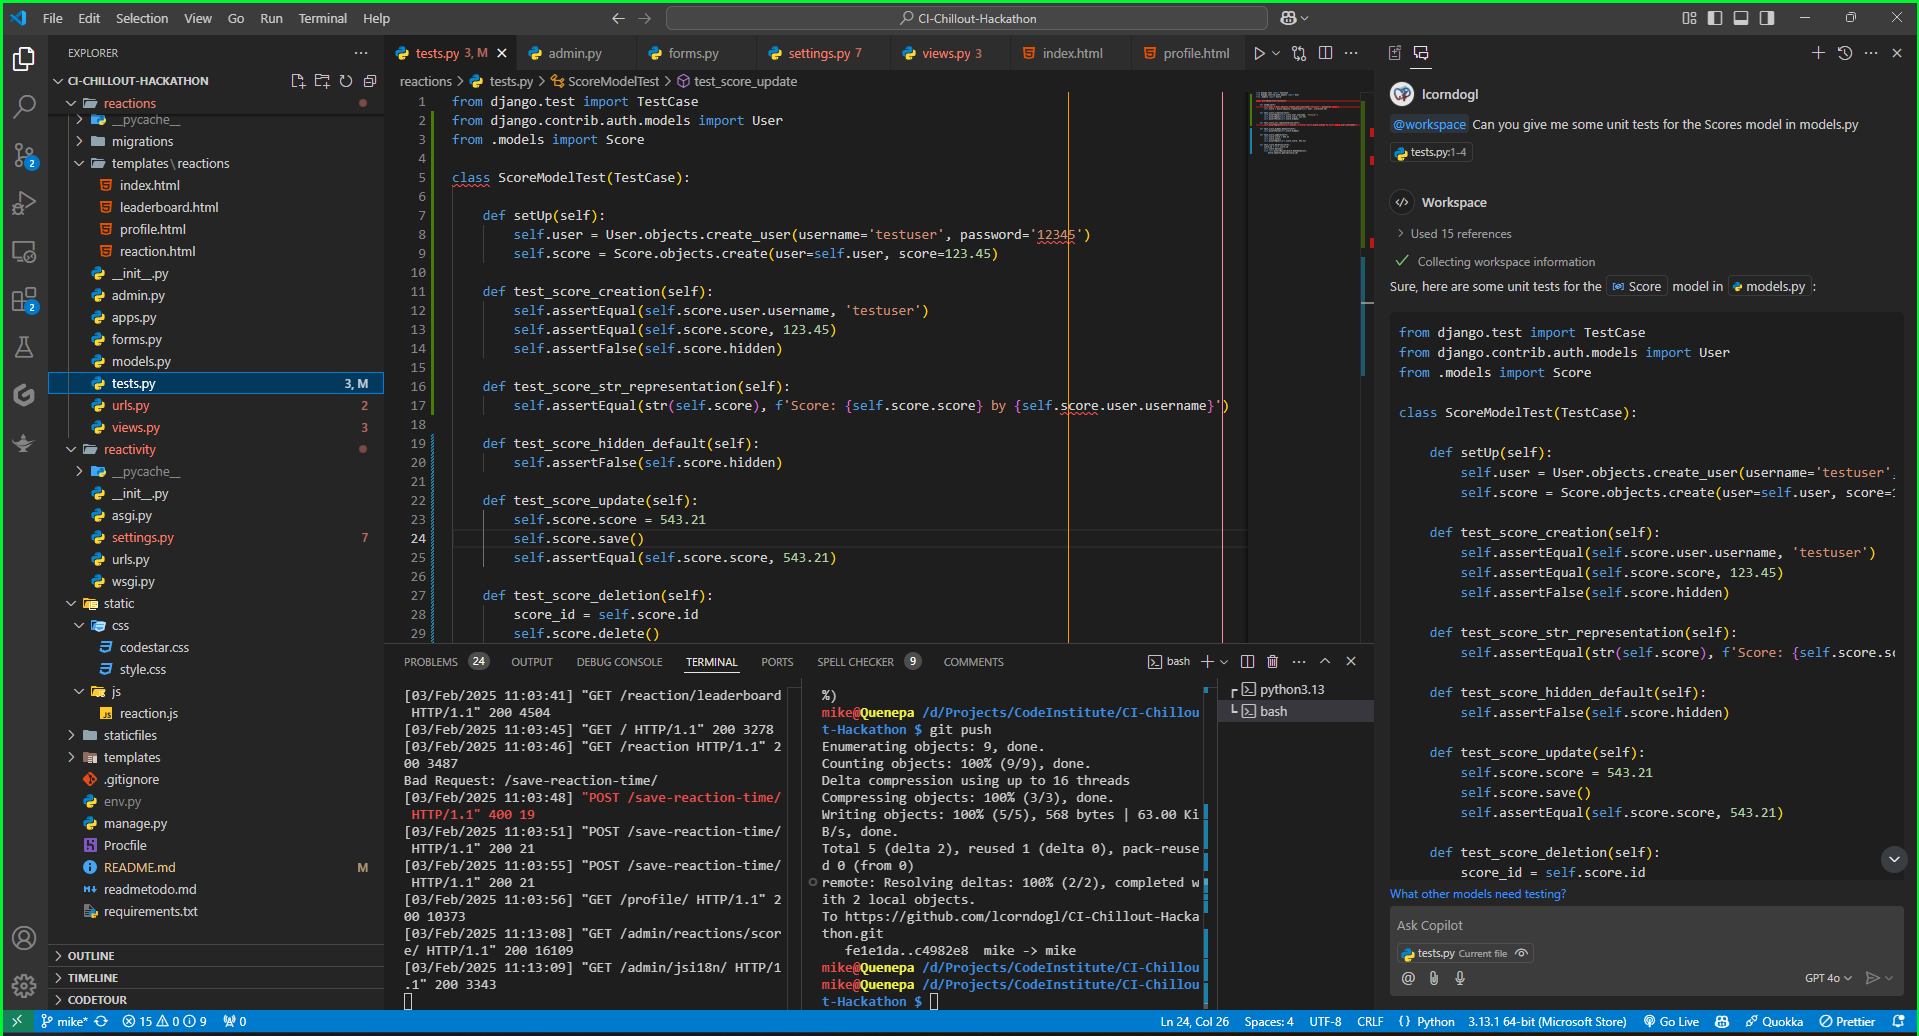 File Edit Selection View Go Run Terminal Help
CI-Chillout-Hackathon
EXPLORER
CI-CHILLOUT-HACKATHON
reactions
__pycache__
migrations
templates\reactions
index.html
leaderboard.html
profile.html
reaction.html
__init__.py
admin.py
apps.py
forms.py
models.py
tests.py 3, M
urls.py 2
views.py 3
reactivity
__pycache__
__init__.py
asgi.py
settings.py 7
urls.py
wsgi.py
static
css
codestar.css
style.css
js
reaction.js
staticfiles
templates
.gitignore
env.py
manage.py
Procfile
README.md M
readmetodo.md
requirements.txt
OUTLINE
TIMELINE
CODETOUR
2
2
tests.py 3, M admin.py forms.py settings.py 7 views.py 3 index.html profile.html
reactions > tests.py > ScoreModelTest > test_score_update
1 from django.test import TestCase
2 from django.contrib.auth.models import User
3 from .models import Score
4
5 class ScoreModelTest(TestCase):
6
7 def setUp(self):
8 self.user = User.objects.create_user(username='testuser', password='12345')
9 self.score = Score.objects.create(user=self.user, score=123.45)
10
11 def test_score_creation(self):
12 self.assertEqual(self.score.user.username, 'testuser')
13 self.assertEqual(self.score.score, 123.45)
14 self.assertFalse(self.score.hidden)
15
16 def test_score_str_representation(self):
17 self.assertEqual(str(self.score), f'Score: {self.score.score} by {self.score.user.username}')
18
19 def test_score_hidden_default(self):
20 self.assertFalse(self.score.hidden)
21
22 def test_score_update(self):
23 self.score.score = 543.21
24 self.score.save()
25 self.assertEqual(self.score.score, 543.21)
26
27 def test_score_deletion(self):
28 score_id = self.score.id
29 self.score.delete()
PROBLEMS 24 OUTPUT DEBUG CONSOLE TERMINAL PORTS SPELL CHECKER 9 COMMENTS
bash
[03/Feb/2025 11:03:41] "GET /reaction/leaderboard
HTTP/1.1" 200 4504
[03/Feb/2025 11:03:45] "GET / HTTP/1.1" 200 3278
[03/Feb/2025 11:03:46] "GET /reaction HTTP/1.1" 2
00 3487
Bad Request: /save-reaction-time/
[03/Feb/2025 11:03:48] "POST /save-reaction-time/
HTTP/1.1" 400 19
[03/Feb/2025 11:03:51] "POST /save-reaction-time/
HTTP/1.1" 200 21
[03/Feb/2025 11:03:55] "POST /save-reaction-time/
HTTP/1.1" 200 21
[03/Feb/2025 11:03:56] "GET /profile/ HTTP/1.1" 2
00 10373
[03/Feb/2025 11:13:08] "GET /admin/reactions/scor
e/ HTTP/1.1" 200 16109
[03/Feb/2025 11:13:09] "GET /admin/jsi18n/ HTTP/1
.1" 200 3343
%)
mike@Quenepa /d/Projects/CodeInstitute/CI-Chillou
t-Hackathon $ git push
Enumerating objects: 9, done.
Counting objects: 100% (9/9), done.
Delta compression using up to 16 threads
Compressing objects: 100% (3/3), done.
Writing objects: 100% (5/5), 568 bytes | 63.00 Ki
B/s, done.
Total 5 (delta 2), reused 1 (delta 0), pack-reuse
d 0 (from 0)
remote: Resolving deltas: 100% (2/2), completed w
ith 2 local objects.
To https://github.com/lcorndogl/CI-Chillout-Hacka
thon.git
fe1e1da..c4982e8 mike -> mike
mike@Quenepa /d/Projects/CodeInstitute/CI-Chillou
mike@Quenepa /d/Projects/CodeInstitute/CI-Chillou
t-Hackathon $
python3.13
bash
lcorndogl
@workspace Can you give me some unit tests for the Scores model in models.py
tests.py:1-4
Workspace
Used 15 references
Collecting workspace information
Sure, here are some unit tests for the Score model in models.py :
from django.test import TestCase
from django.contrib.auth.models import User
from .models import Score
class ScoreModelTest(TestCase):
def setUp(self):
self.user = User.objects.create_user(username='testuser',
self.score = Score.objects.create(user=self.user, score=1
def test_score_creation(self):
self.assertEqual(self.score.user.username, 'testuser')
self.assertEqual(self.score.score, 123.45)
self.assertFalse(self.score.hidden)
def test_score_str_representation(self):
self.assertEqual(str(self.score), f'Score: {self.score.sc
def test_score_hidden_default(self):
self.assertFalse(self.score.hidden)
def test_score_update(self):
self.score.score = 543.21
self.score.save()
self.assertEqual(self.score.score, 543.21)
def test_score_deletion(self):
score_id = self.score.id
What other models need testing?
Ask Copilot
tests.py Current file
GPT 4o
mike* 15 0 9 0
Ln 24, Col 26 Spaces: 4 UTF-8 CRLF { } Python 3.13.1 64-bit (Microsoft Store) Go Live Quokka Prettier